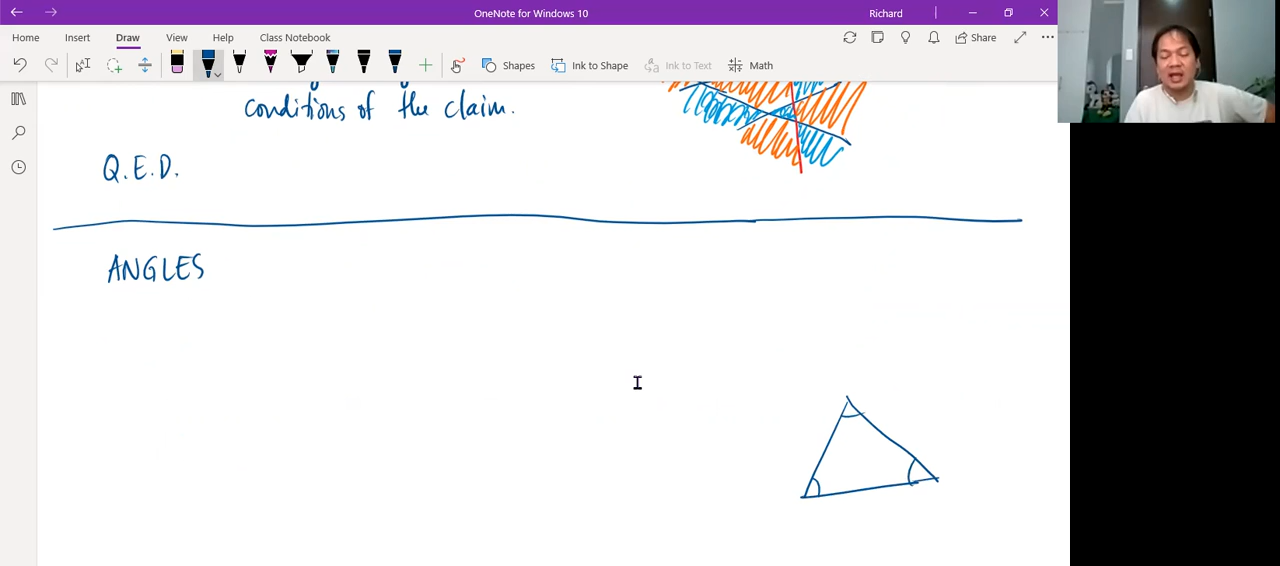 OneNote for Windows 10
Richard
Home Insert Draw View Help Class Notebook
Share
Shapes Ink to Shape Ink to Text Math
conditions of the claim.
Q.E.D.
ANGLES